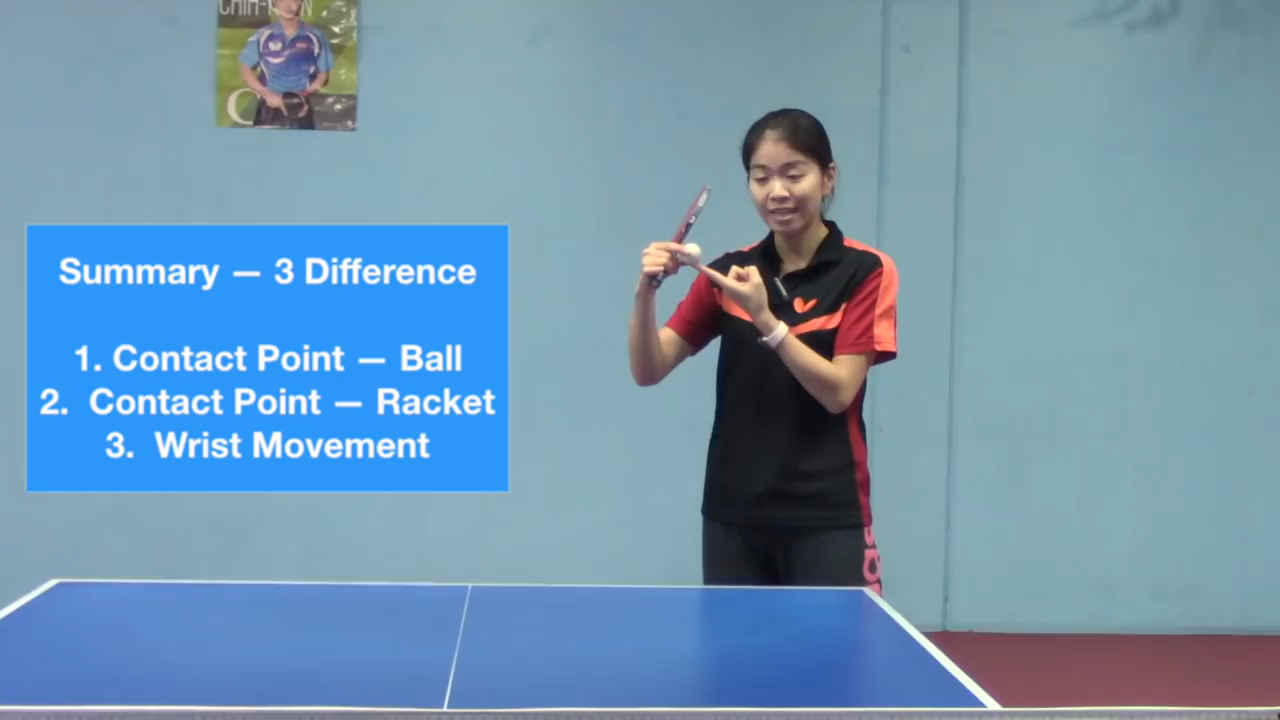 Summary — 3 Difference
1. Contact Point — Ball
2. Contact Point — Racket
3. Wrist Movement